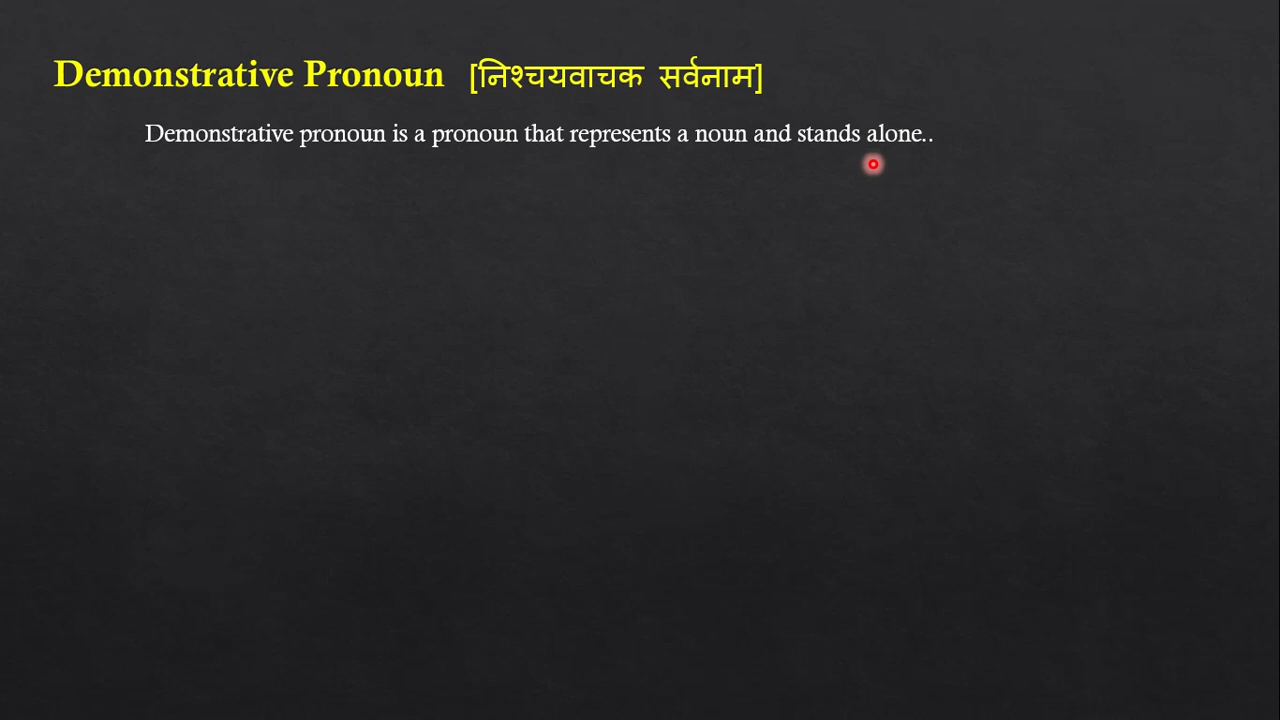 Demonstrative Pronoun [निश्चयवाचक सर्वनाम]
Demonstrative pronoun is a pronoun that represents a noun and stands alone..